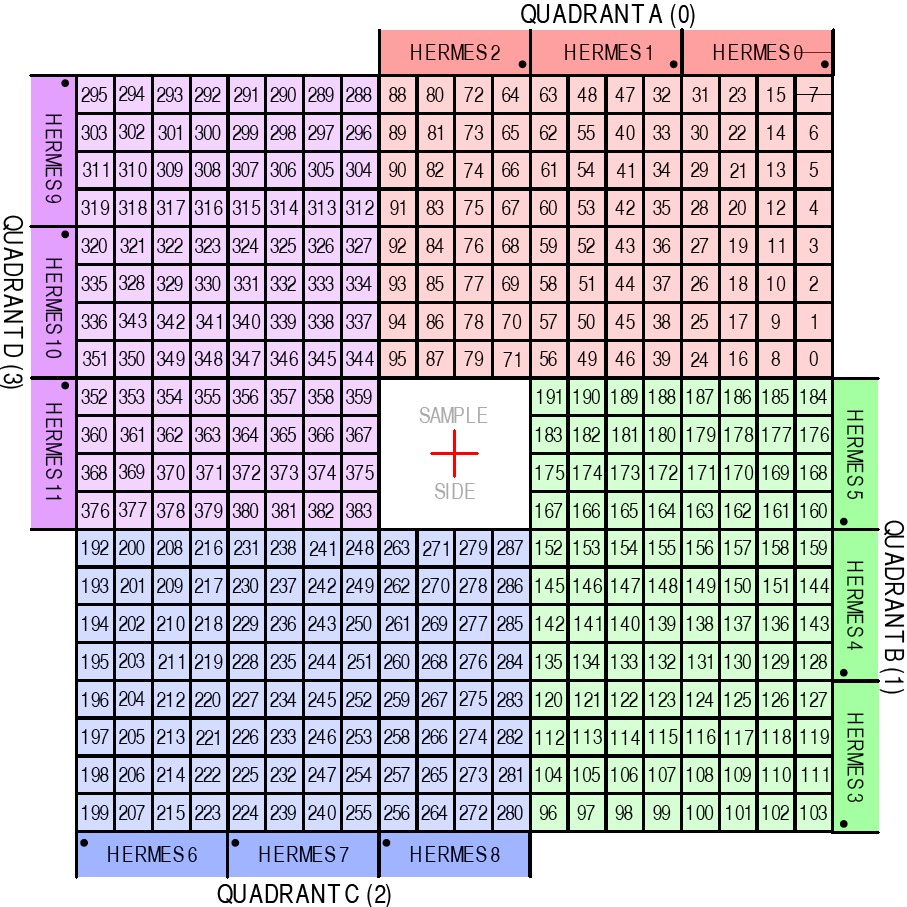 QUADRANT A (0)
HERMES 2 HERMES 1 HERMES 0
295 294 293 292 291 290 289 288 88 80 72 64 63 48 47 32 31 23 15 7
303 302 301 300 299 298 297 296 89 81 73 65 62 55 40 33 30 22 14 6
311 310 309 308 307 306 305 304 90 82 74 66 61 54 41 34 29 21 13 5
319 318 317 316 315 314 313 312 91 83 75 67 60 53 42 35 28 20 12 4
HERMES 9
320 321 322 323 324 325 326 327 92 84 76 68 59 52 43 36 27 19 11 3
335 328 329 330 331 332 333 334 93 85 77 69 58 51 44 37 26 18 10 2
336 343 342 341 340 339 338 337 94 86 78 70 57 50 45 38 25 17 9 1
351 350 349 348 347 346 345 344 95 87 79 71 56 49 46 39 24 16 8 0
HERMES 10
QUADRANT D (3)
352 353 354 355 356 357 358 359 191 190 189 188 187 186 185 184
360 361 362 363 364 365 366 367 183 182 181 180 179 178 177 176
368 369 370 371 372 373 374 375 175 174 173 172 171 170 169 168
376 377 378 379 380 381 382 383 167 166 165 164 163 162 161 160
HERMES 11
SAMPLE
SIDE
HERMES 5
192 200 208 216 231 238 241 248 263 271 279 287 152 153 154 155 156 157 158 159
193 201 209 217 230 237 242 249 262 270 278 286 145 146 147 148 149 150 151 144
194 202 210 218 229 236 243 250 261 269 277 285 142 141 140 139 138 137 136 143
195 203 211 219 228 235 244 251 260 268 276 284 135 134 133 132 131 130 129 128
HERMES 4
QUADRANT B (1)
196 204 212 220 227 234 245 252 259 267 275 283 120 121 122 123 124 125 126 127
197 205 213 221 226 233 246 253 258 266 274 282 112 113 114 115 116 117 118 119
198 206 214 222 225 232 247 254 257 265 273 281 104 105 106 107 108 109 110 111
199 207 215 223 224 239 240 255 256 264 272 280 96 97 98 99 100 101 102 103
HERMES 3
HERMES 6 HERMES 7 HERMES 8
QUADRANT C (2)